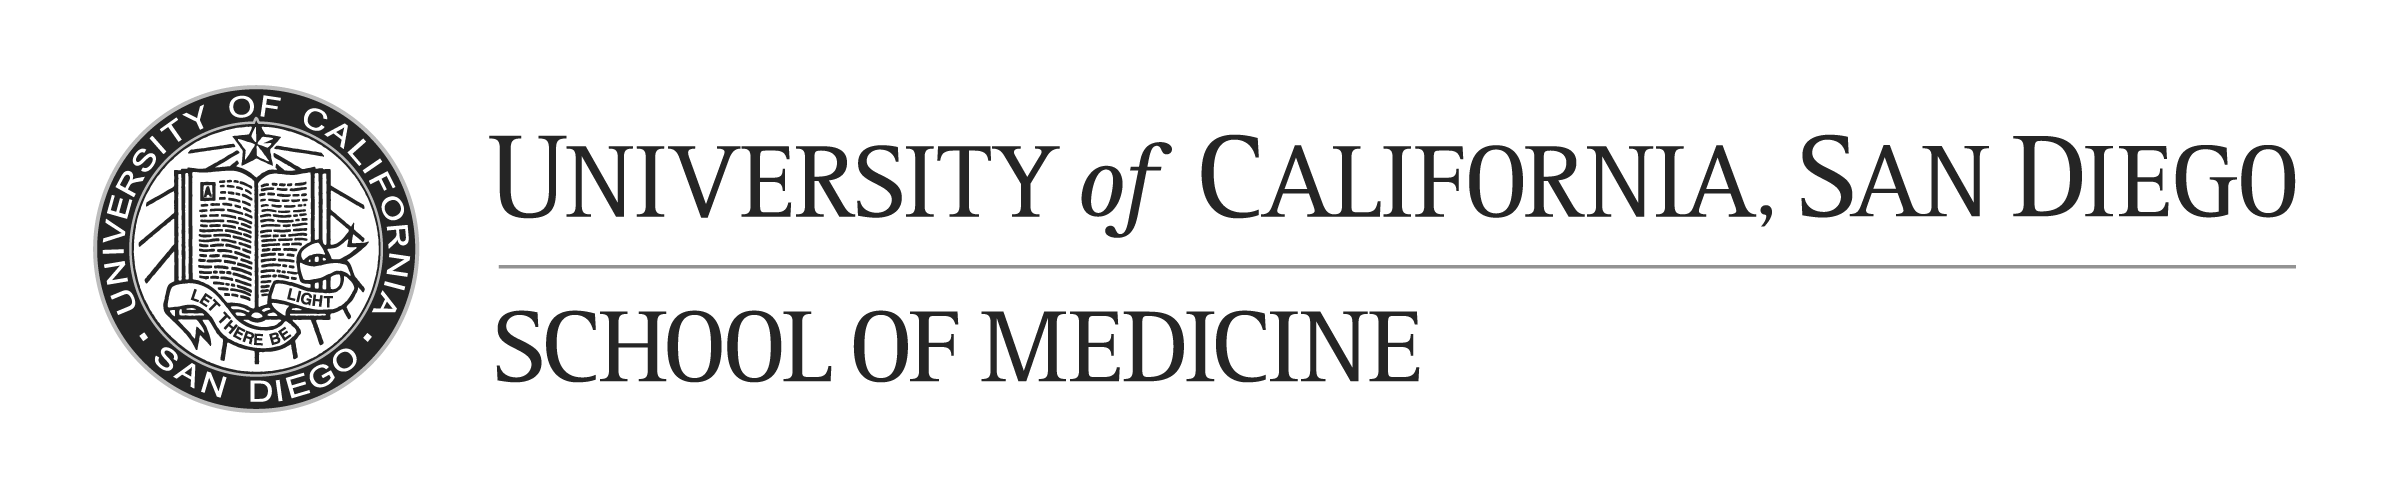 UNIVERSITY OF CALIFORNIA
SAN DIEGO
A
LET THERE BE LIGHT
UNIVERSITY of CALIFORNIA, SAN DIEGO
SCHOOL OF MEDICINE